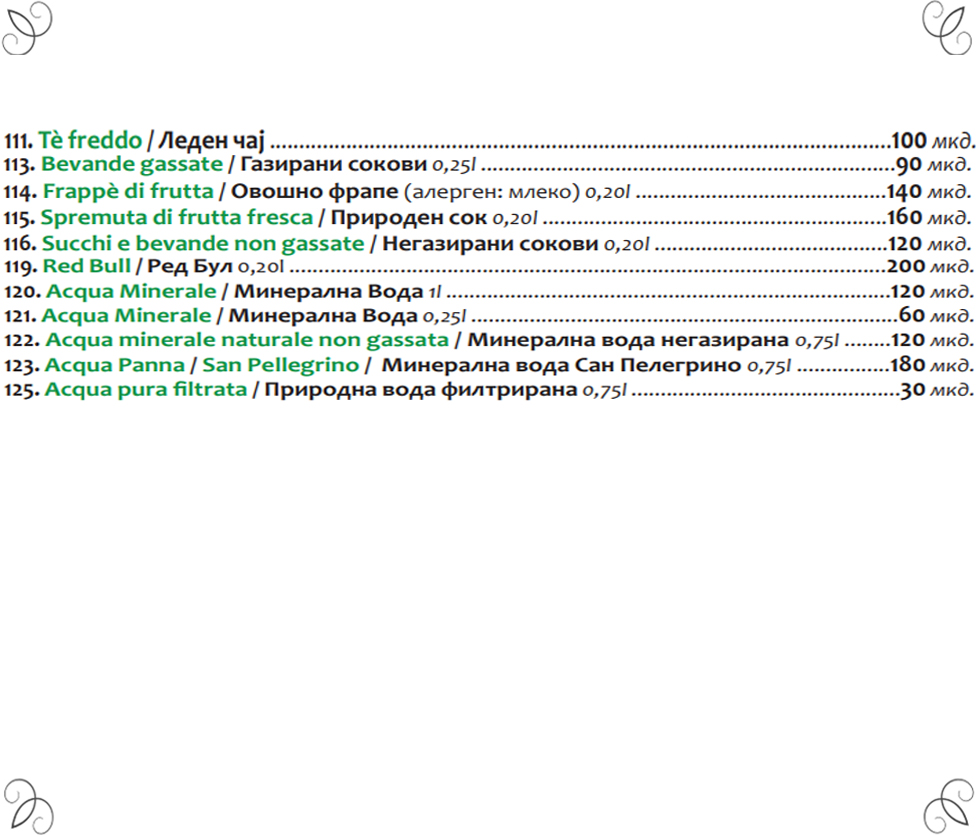 111. Tè freddo / Леден чај ....................................................................................................100 мкд.
113. Bevande gassate / Газирани сокови 0,25l ........................................................................90 мкд.
114. Frappè di frutta / Овошно фрапе (алерген: млеко) 0,20l ...........................................140 мкд.
115. Spremuta di frutta fresca / Природен сок 0,20l ...........................................................160 мкд.
116. Succhi e bevande non gassate / Негазирани сокови 0,20l ........................................120 мкд.
119. Red Bull / Ред Бул 0,20l ........................................................................................................200 мкд.
120. Acqua Minerale / Минерална Вода 1l .............................................................................120 мкд.
121. Acqua Minerale / Минерална Вода 0,25l ..........................................................................60 мкд.
122. Acqua minerale naturale non gassata / Минерална вода негазирана 0,75l ........120 мкд.
123. Acqua Panna / San Pellegrino / Минерална вода Сан Пелегрино 0,75l ................180 мкд.
125. Acqua pura filtrata / Природна вода филтрирана 0,75l ..............................................30 мкд.